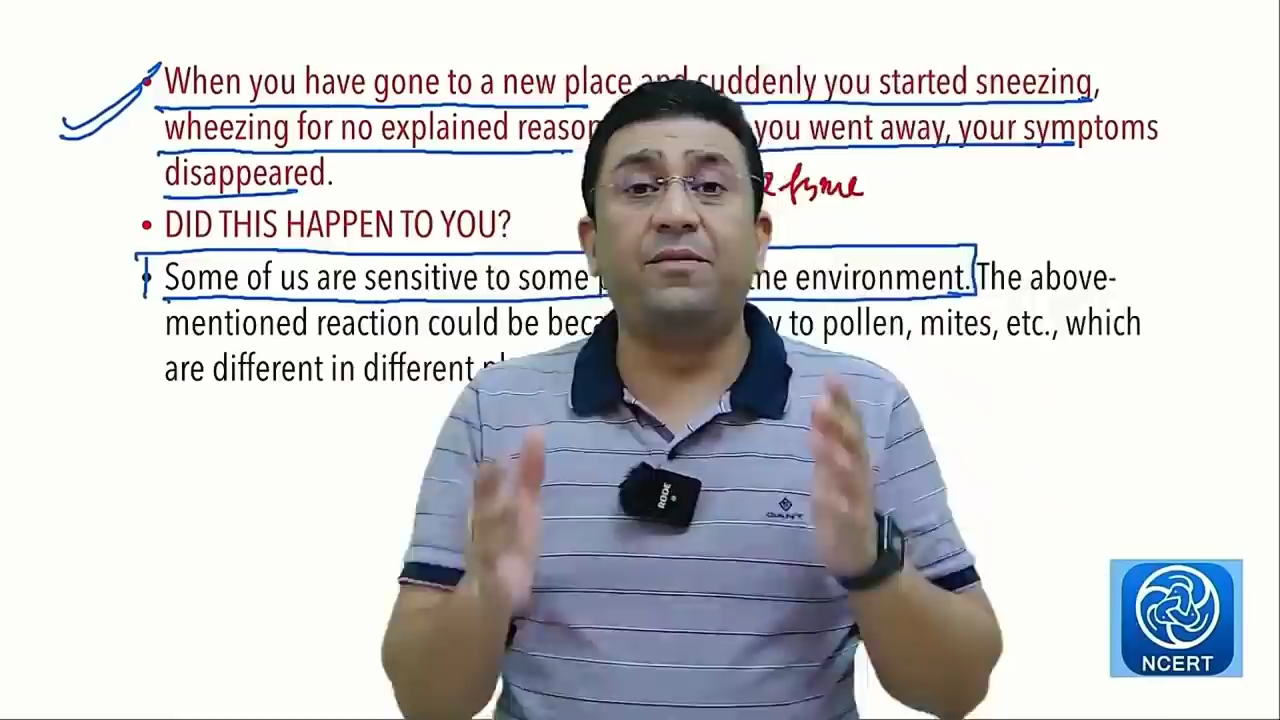 When you have gone to a new place and suddenly you started sneezing,
wheezing for no explained reason you went away, your symptoms
disappeared.
DID THIS HAPPEN TO YOU?
Some of us are sensitive to some the environment. The above-
mentioned reaction could be to pollen, mites, etc., which
are different in different
RODE
GANT
NCERT